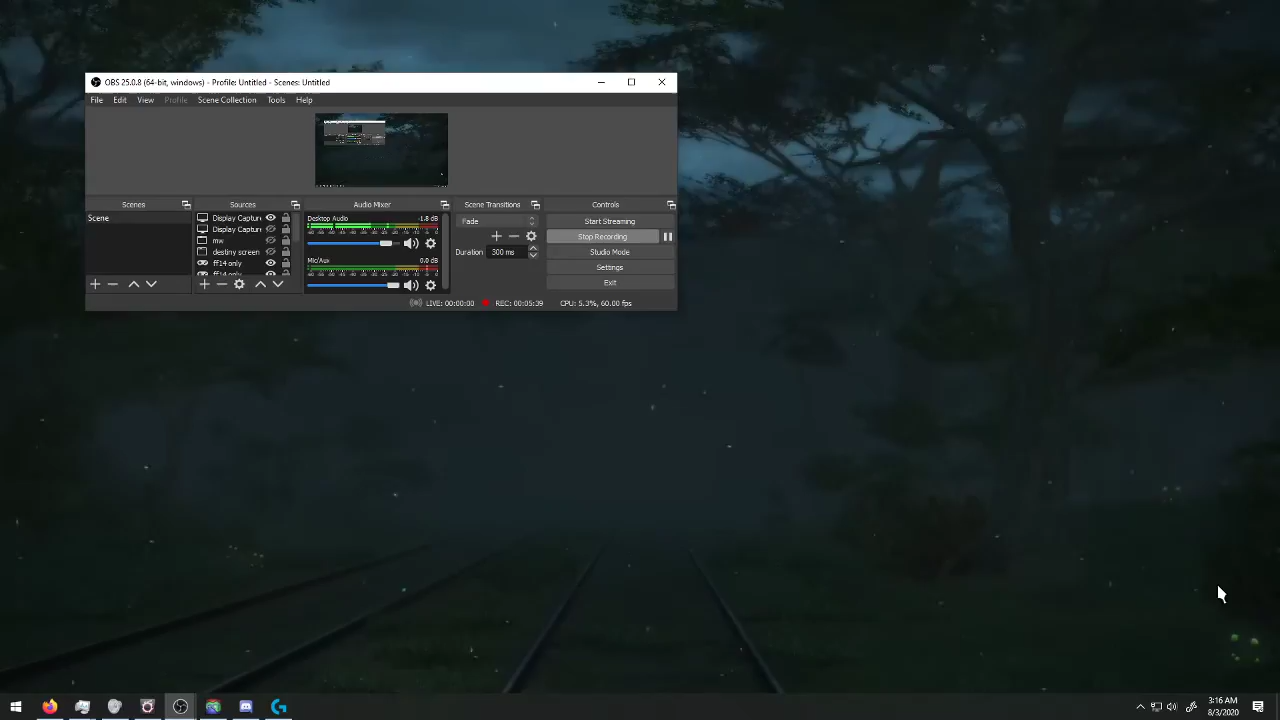 OBS 25.0.8 (64-bit, windows) - Profile: Untitled - Scenes: Untitled
File Edit View Profile Scene Collection Tools Help
Scenes Sources Audio Mixer Scene Transitions Controls
Scene
Display Captur
Display Captur
mw
destiny screen
ff14 only
ff14 only
Desktop Audio -1.8 dB
Mic/Aux 0.0 dB
Fade
Duration 300 ms
Start Streaming
Stop Recording
Studio Mode
Settings
Exit
LIVE: 00:00:00 REC: 00:05:39 CPU: 5.3%, 60.00 fps
3:16 AM
8/3/2020